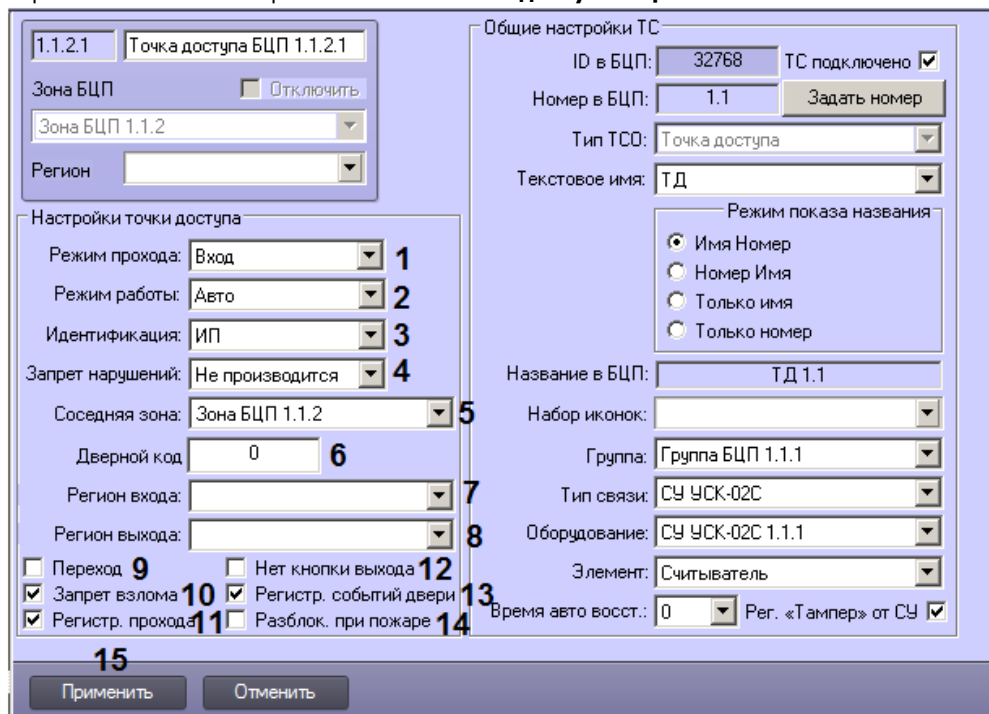 1.1.2.1 Точка доступа БЦП 1.1.2.1
Зона БЦП Отключить
Зона БЦП 1.1.2
Регион
Настройки точки доступа
Режим прохода: Вход 1
Режим работы: Авто 2
Идентификация: ИП 3
Запрет нарушений: Не производится 4
Соседняя зона: Зона БЦП 1.1.2 5
Дверной код 0 6
Регион входа: 7
Регион выхода: 8
Переход 9 Нет кнопки выхода 12
Запрет взлома 10 Регистр. событий двери 13
Регистр. прохода 11 Разблок. при пожаре 14
Общие настройки ТС
ID в БЦП: 32768 ТС подключено
Номер в БЦП: 1.1 Задать номер
Тип ТСО: Точка доступа
Текстовое имя: ТД
Режим показа названия
Имя Номер
Номер Имя
Только имя
Только номер
Название в БЦП: ТД 1.1
Набор иконок:
Группа: Группа БЦП 1.1.1
Тип связи: СУ УСК-02С
Оборудование: СУ УСК-02С 1.1.1
Элемент: Считыватель
Время авто восст.: 0 Рег. «Тампер» от СУ
15
Применить Отменить